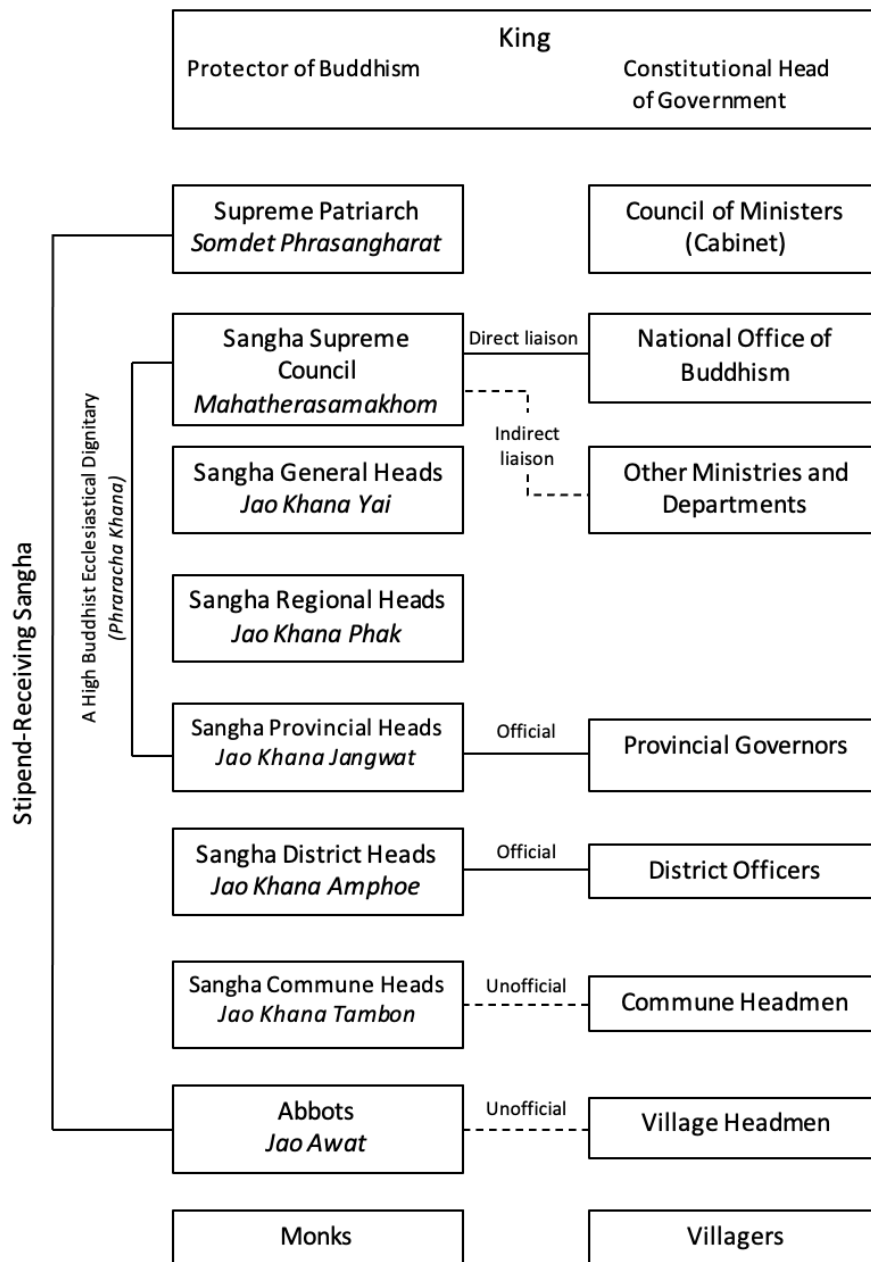 King
Protector of Buddhism
Constitutional Head
of Government
Supreme Patriarch
Somdet Phrasangharat
Council of Ministers
(Cabinet)
Sangha Supreme
Council
Mahatherasamakhom
Direct liaison
National Office of
Buddhism
Indirect
liaison
Sangha General Heads
Jao Khana Yai
Other Ministries and
Departments
Sangha Regional Heads
Jao Khana Phak
Sangha Provincial Heads
Jao Khana Jangwat
Official
Provincial Governors
Sangha District Heads
Jao Khana Amphoe
Official
District Officers
Sangha Commune Heads
Jao Khana Tambon
Unofficial
Commune Headmen
Abbots
Jao Awat
Unofficial
Village Headmen
Monks
Villagers
Stipend-Receiving Sangha
A High Buddhist Ecclesiastical Dignitary
(Phraracha Khana)